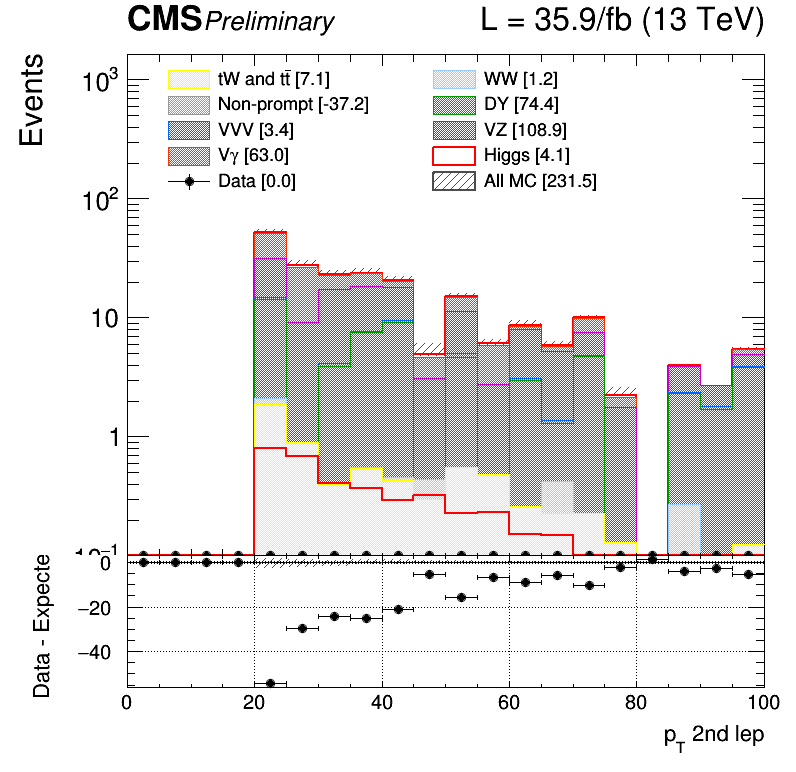 CMS Preliminary L = 35.9/fb (13 TeV)
Events
10³
10²
10
1
tW and tt̄ [7.1]
Non-prompt [-37.2]
VVV [3.4]
Vγ [63.0]
Data [0.0]
WW [1.2]
DY [74.4]
VZ [108.9]
Higgs [4.1]
All MC [231.5]
Data - Expecte
0
−20
−40
0 20 40 60 80 100
p_T 2nd lep